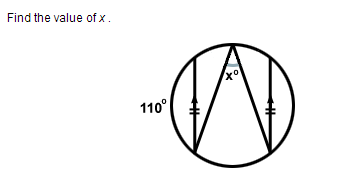 Find the value of x.
x°
110°